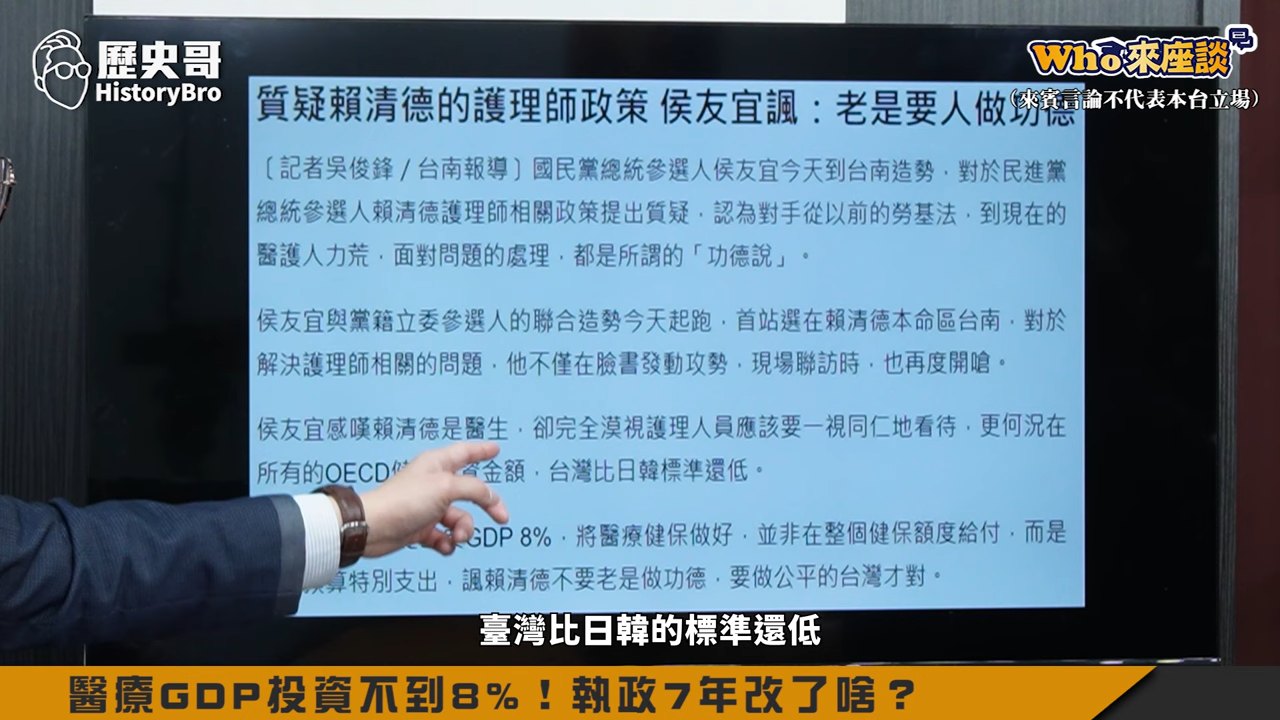 歷史哥
HistoryBro
Who來座談
(來賓言論不代表本台立場)
質疑賴清德的護理師政策 侯友宜諷：老是要人做功德
〔記者吳俊鋒／台南報導〕國民黨總統參選人侯友宜今天到台南造勢，對於民進黨
總統參選人賴清德護理師相關政策提出質疑，認為對手從以前的勞基法，到現在的
醫護人力荒，面對問題的處理，都是所謂的「功德說」。
侯友宜與黨籍立委參選人的聯合造勢今天起跑，首站選在賴清德本命區台南，對於
解決護理師相關的問題，他不僅在臉書發動攻勢，現場聯訪時，也再度開嗆。
侯友宜感嘆賴清德是醫生，卻完全漠視護理人員應該要一視同仁地看待，更何況在
所有的OECD 資金額，台灣比日韓標準還低。
GDP 8%，將醫療健保做好，並非在整個健保額度給付，而是
特別支出，諷賴清德不要老是做功德，要做公平的台灣才對。
臺灣比日韓的標準還低
醫療GDP投資不到8%！執政7年改了啥？